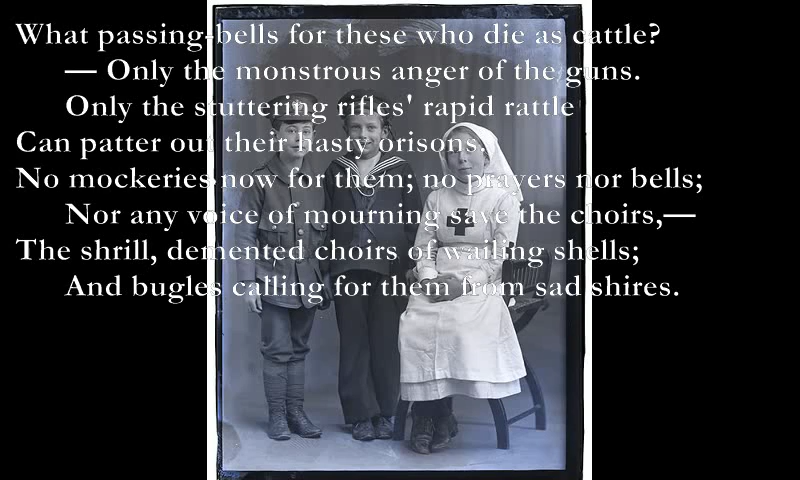 What passing-bells for these who die as cattle?
— Only the monstrous anger of the guns.
Only the stuttering rifles' rapid rattle
Can patter out their hasty orisons.
No mockeries now for them; no prayers nor bells;
Nor any voice of mourning save the choirs,—
The shrill, demented choirs of wailing shells;
And bugles calling for them from sad shires.